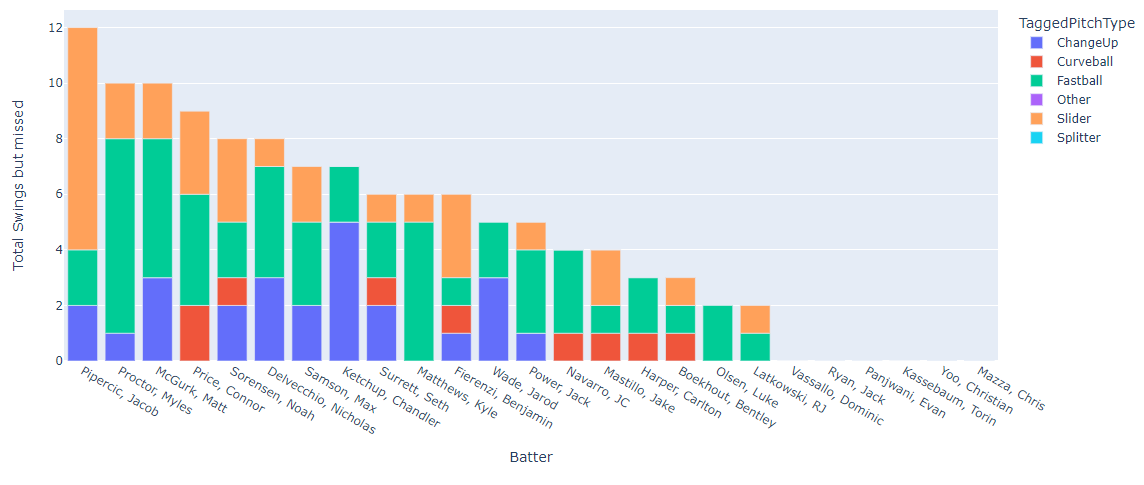 TaggedPitchType
ChangeUp
Curveball
Fastball
Other
Slider
Splitter
Total Swings but missed
12
10
8
6
4
2
0
Pipercic, Jacob
Proctor, Myles
McGurk, Matt
Price, Connor
Sorensen, Noah
Delvecchio, Nicholas
Samson, Max
Ketchup, Chandler
Surrett, Seth
Matthews, Kyle
Fierenzi, Benjamin
Wade, Jarod
Power, Jack
Navarro, JC
Mastillo, Jake
Harper, Carlton
Boekhout, Bentley
Olsen, Luke
Latkowski, RJ
Vassallo, Dominic
Ryan, Jack
Panjwani, Evan
Kassebaum, Torin
Yoo, Christian
Mazza, Chris
Batter